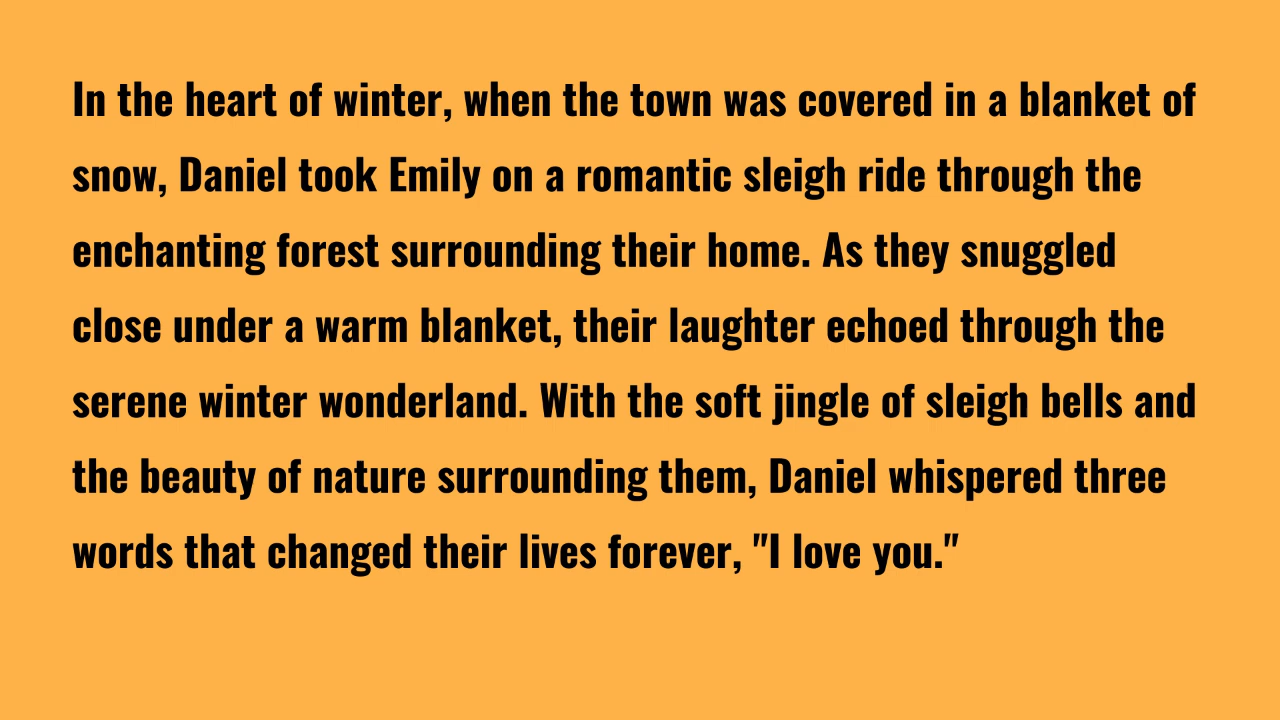 In the heart of winter, when the town was covered in a blanket of
snow, Daniel took Emily on a romantic sleigh ride through the
enchanting forest surrounding their home. As they snuggled
close under a warm blanket, their laughter echoed through the
serene winter wonderland. With the soft jingle of sleigh bells and
the beauty of nature surrounding them, Daniel whispered three
words that changed their lives forever, "I love you."